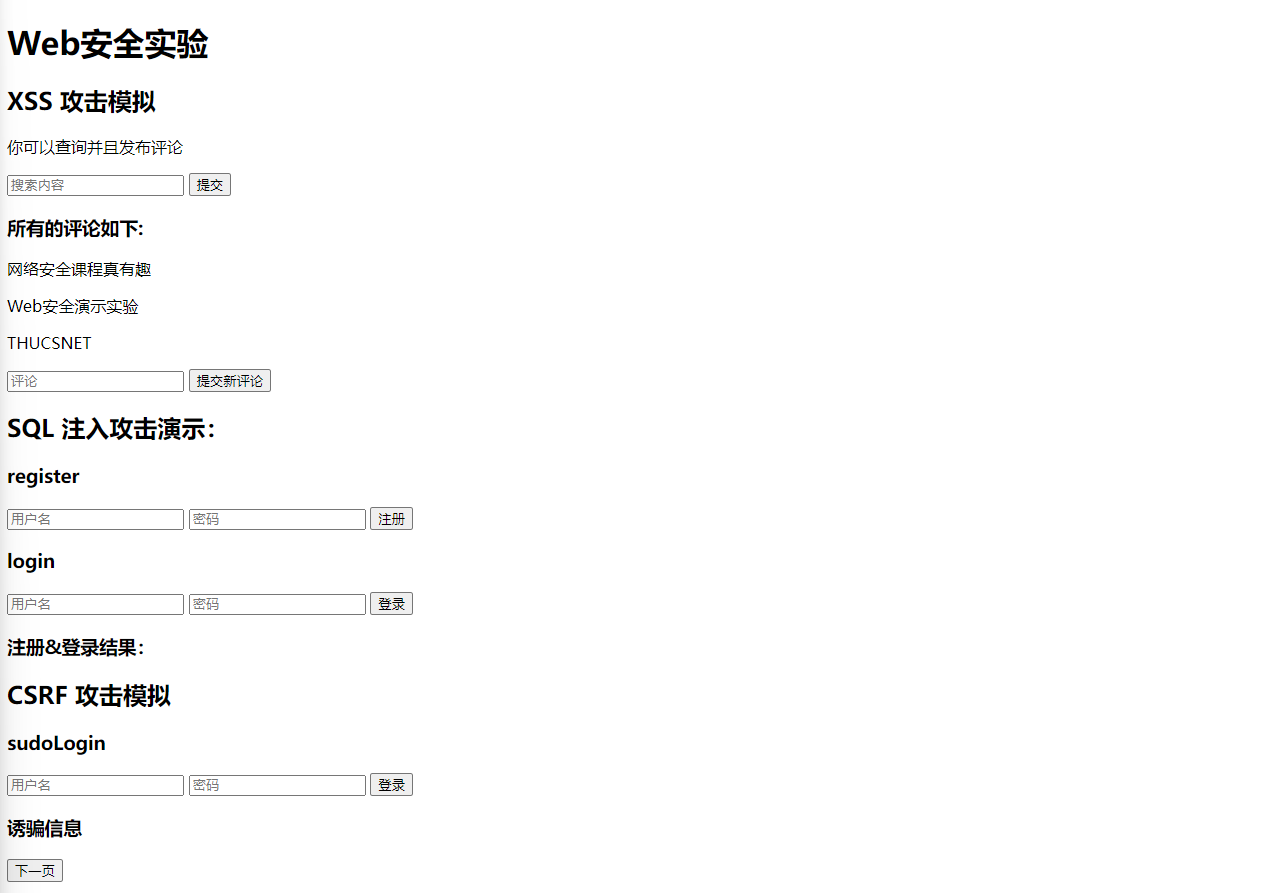 Web安全实验
XSS 攻击模拟
你可以查询并且发布评论
搜索内容 提交
所有的评论如下:
网络安全课程真有趣
Web安全演示实验
THUCSNET
评论 提交新评论
SQL 注入攻击演示：
register
用户名 密码 注册
login
用户名 密码 登录
注册&登录结果：
CSRF 攻击模拟
sudoLogin
用户名 密码 登录
诱骗信息
下一页